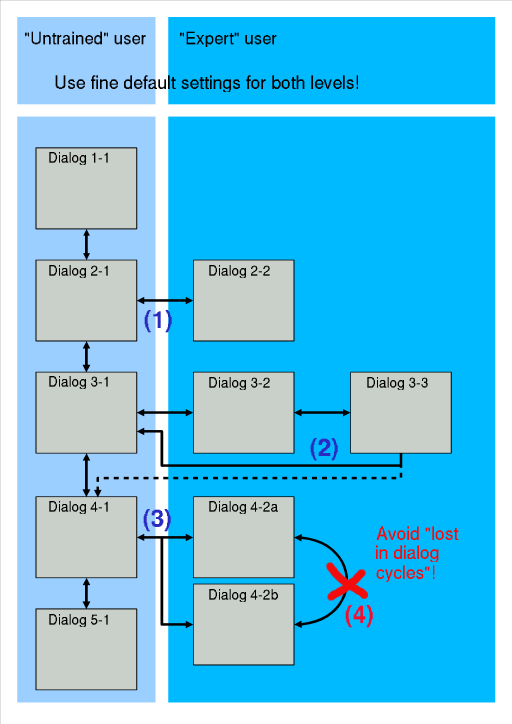 "Untrained" user
"Expert" user
Use fine default settings for both levels!
Dialog 1-1
Dialog 2-1
Dialog 2-2
(1)
Dialog 3-1
Dialog 3-2
Dialog 3-3
(2)
Dialog 4-1
(3)
Dialog 4-2a
Avoid "lost
in dialog
cycles"!
Dialog 4-2b
(4)
Dialog 5-1